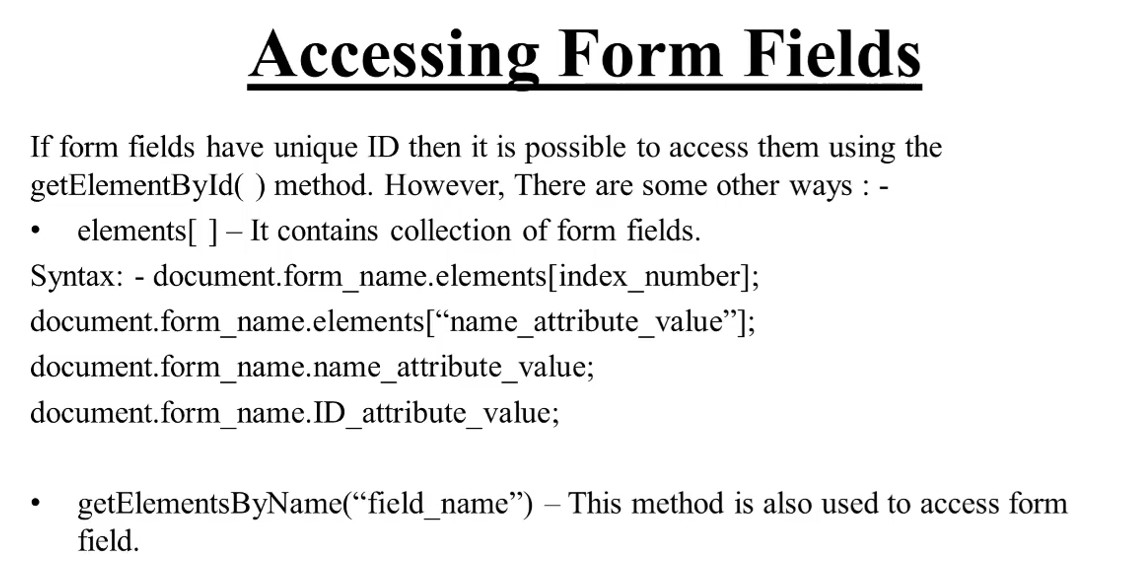 Accessing Form Fields
If form fields have unique ID then it is possible to access them using the
getElementById( ) method. However, There are some other ways : -
• elements[ ] – It contains collection of form fields.
Syntax: - document.form_name.elements[index_number];
document.form_name.elements[“name_attribute_value”];
document.form_name.name_attribute_value;
document.form_name.ID_attribute_value;
• getElementsByName(“field_name”) – This method is also used to access form
field.